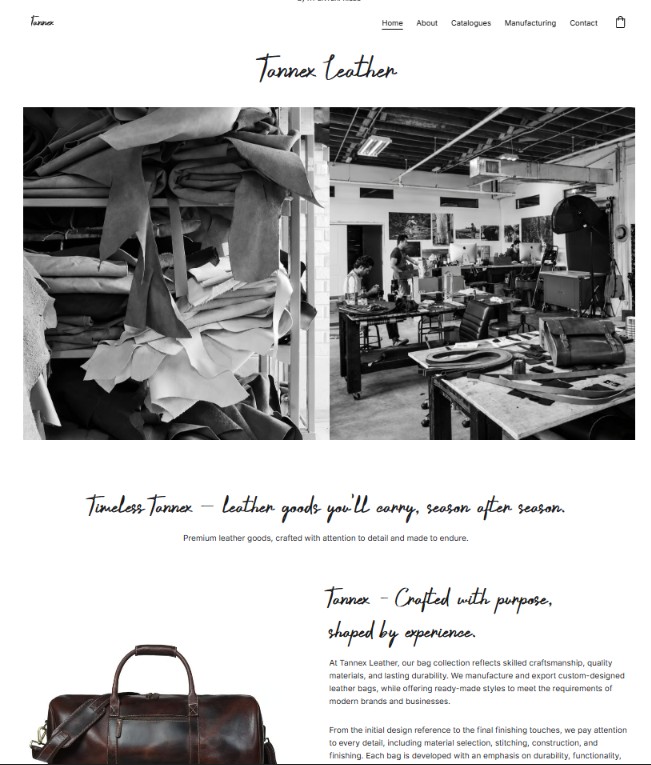 Tannex
Home About Catalogues Manufacturing Contact
Tannex Leather
Timeless Tannex — leather goods you'll carry, season after season.
Premium leather goods, crafted with attention to detail and made to endure.
Tannex – Crafted with purpose,
shaped by experience.
At Tannex Leather, our bag collection reflects skilled craftsmanship, quality
materials, and lasting durability. We manufacture and export custom-designed
leather bags, while offering ready-made styles to meet the requirements of
modern brands and businesses.
From the initial design reference to the final finishing touches, we pay attention
to every detail, including material selection, stitching, construction, and
finishing. Each bag is developed with an emphasis on durability, functionality,